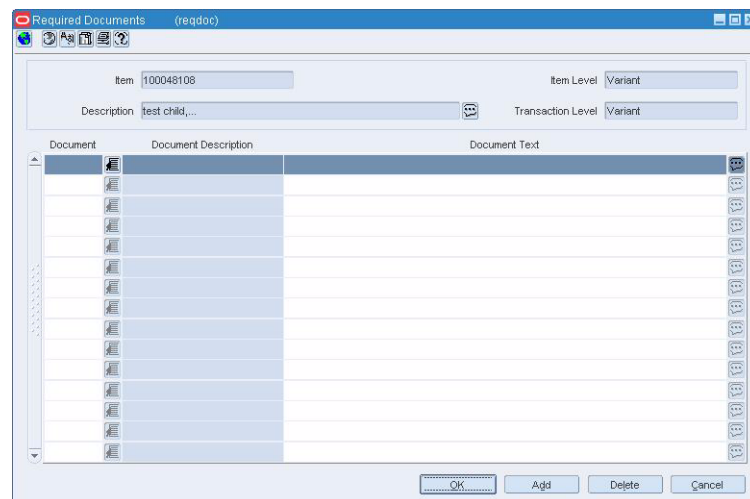 Required Documents (reqdoc)
Item 100048108 Item Level Variant
Description test child,... Transaction Level Variant
Document Document Description Document Text
OK Add Delete Cancel